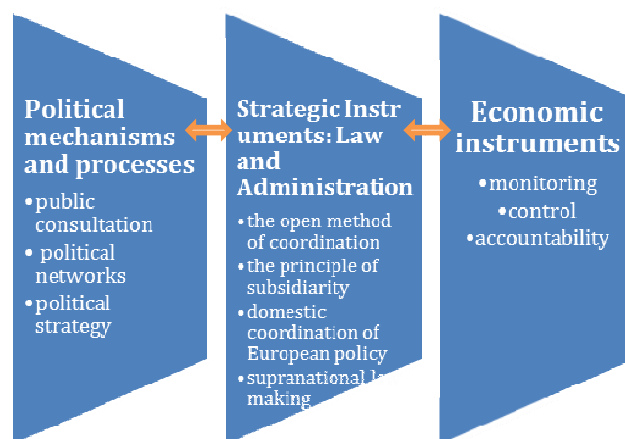 Political
mechanisms
and processes
•public
consultation
• political
networks
•political
strategy
Strategic Instr
uments: Law
and
Administration
•the open method
of coordination
•the principle of
subsidiarity
•domestic
coordination of
European policy
•supranational
making
Economic
instruments
•monitoring
•control
•accountability